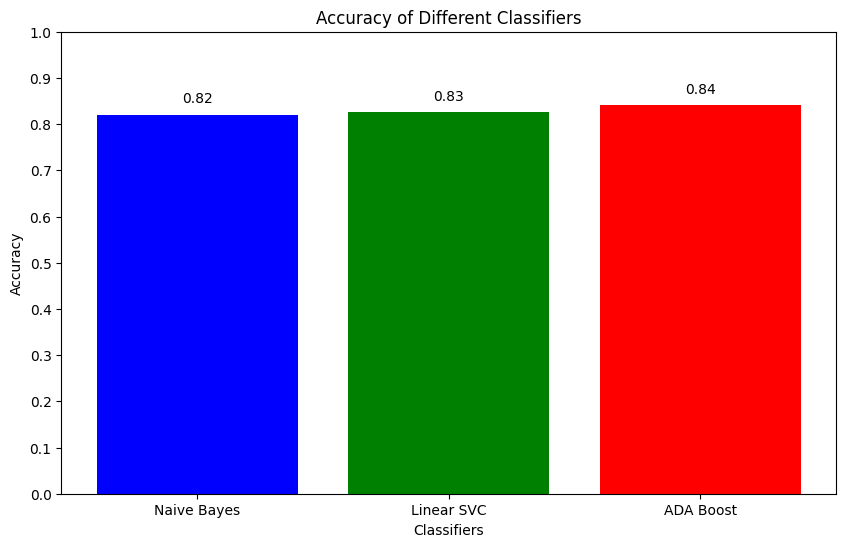 Accuracy of Different Classifiers
1.0
0.9
0.8
0.7
0.6
0.5
0.4
0.3
0.2
0.1
0.0
Accuracy
0.82
0.83
0.84
Naive Bayes
Linear SVC
ADA Boost
Classifiers